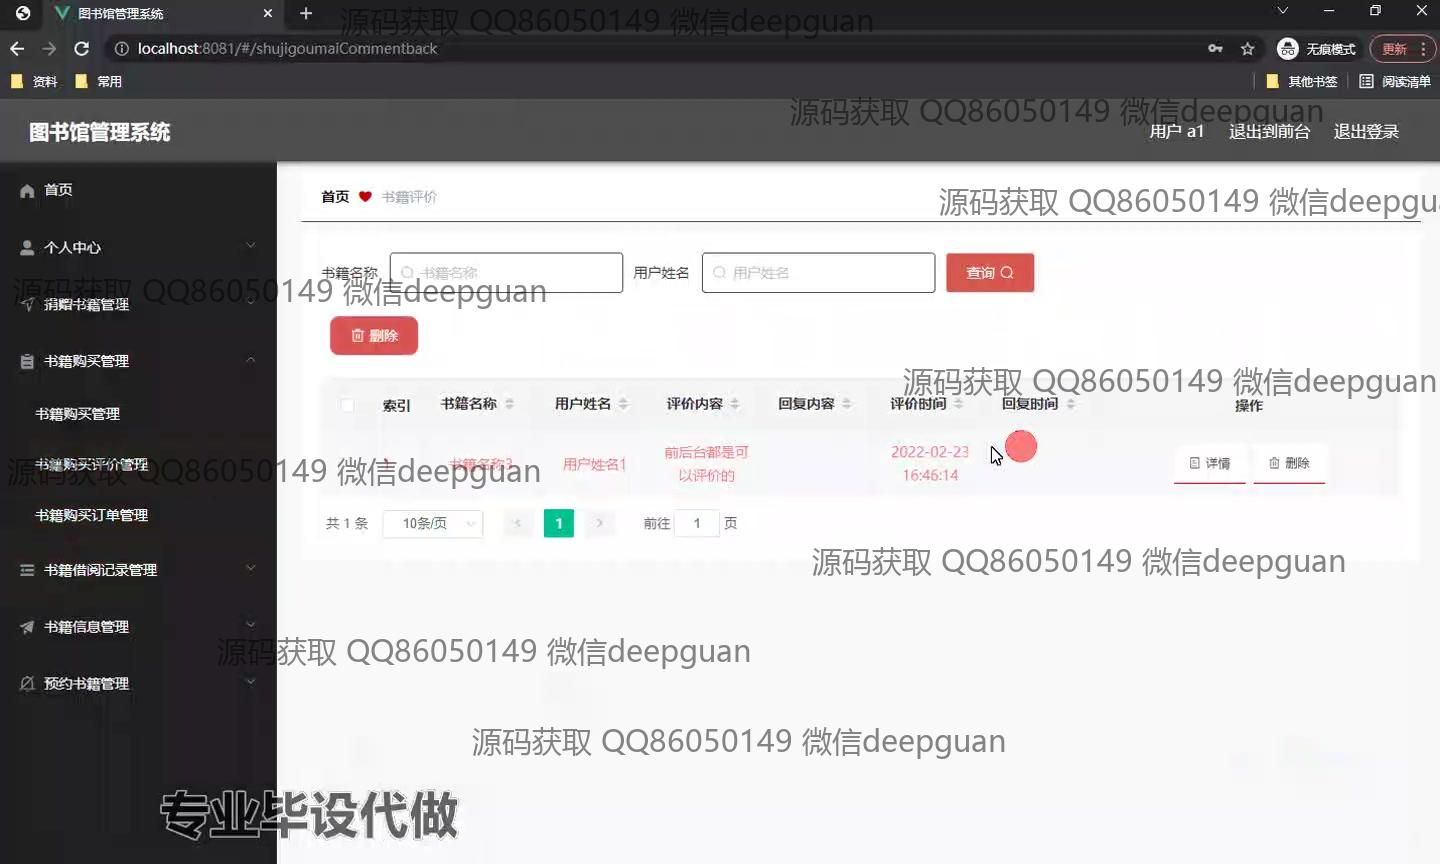 图书馆管理系统
源码获取 QQ86050149 微信deepguan
localhost:8081/#/shujigoumaiCommentback
无痕模式
更新
资料
常用
其他书签
阅读清单
源码获取 QQ86050149 微信deepguan
图书馆管理系统
用户 a1
退出到前台
退出登录
首页
首页
书籍评价
源码获取 QQ86050149 微信deepgu
个人中心
书籍名称
书籍名称
用户姓名
用户姓名
查询
源码获取 QQ86050149 微信deepguan
捐赠书籍管理
删除
书籍购买管理
源码获取 QQ86050149 微信deepguan
索引
书籍名称
用户姓名
评价内容
回复内容
评价时间
回复时间
操作
书籍购买管理
1
书籍名称3
用户姓名1
前后台都是可
以评价的
2022-02-23
16:46:14
详情
删除
书籍购买评价管理
源码获取 QQ86050149 微信deepguan
书籍购买订单管理
共 1 条
10条/页
1
前往
1
页
书籍借阅记录管理
源码获取 QQ86050149 微信deepguan
书籍信息管理
源码获取 QQ86050149 微信deepguan
预约书籍管理
源码获取 QQ86050149 微信deepguan
专业毕设代做